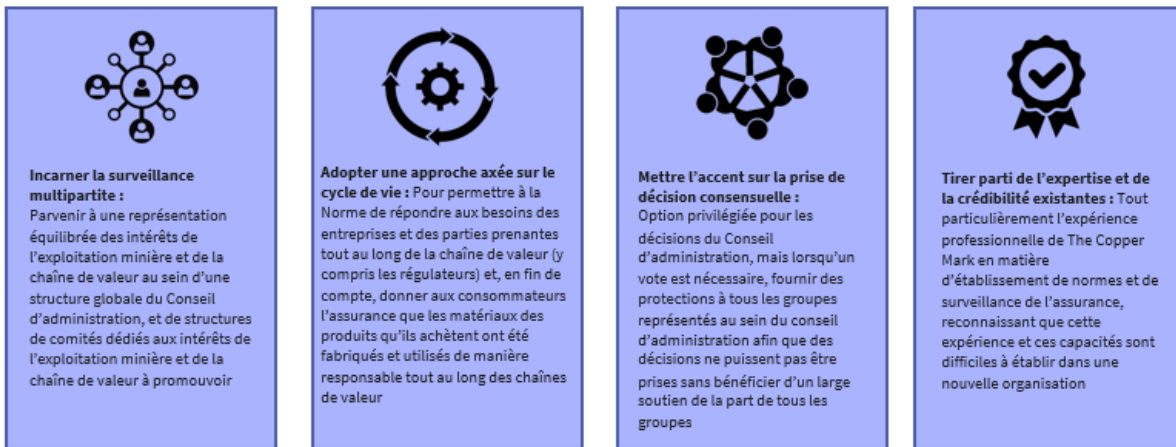 Incarner la surveillance
multipartite :
Parvenir à une représentation
équilibrée des intérêts de
l'exploitation minière et de la
chaîne de valeur au sein d'une
structure globale du Conseil
d'administration, et de structures
de comités dédiés aux intérêts de
l'exploitation minière et de la
chaîne de valeur à promouvoir
Adopter une approche axée sur le
cycle de vie : Pour permettre à la
Norme de répondre aux besoins des
entreprises et des parties prenantes
tout au long de la chaîne de valeur (y
compris les régulateurs) et, en fin de
compte, donner aux consommateurs
l'assurance que les matériaux des
produits qu'ils achètent ont été
fabriqués et utilisés de manière
responsable tout au long des chaînes
de valeur
Mettre l'accent sur la prise de
décision consensuelle :
Option privilégiée pour les
décisions du Conseil
d'administration, mais lorsqu'un
vote est nécessaire, fournir des
protections à tous les groupes
représentés au sein du conseil
d'administration afin que des
décisions ne puissent pas être
prises sans bénéficier d'un large
soutien de la part de tous les
groupes
Tirer parti de l'expertise et de
la crédibilité existantes : Tout
particulièrement l'expérience
professionnelle de The Copper
Mark en matière
d'établissement de normes et de
surveillance de l'assurance,
reconnaissant que cette
expérience et ces capacités sont
difficiles à établir dans une
nouvelle organisation